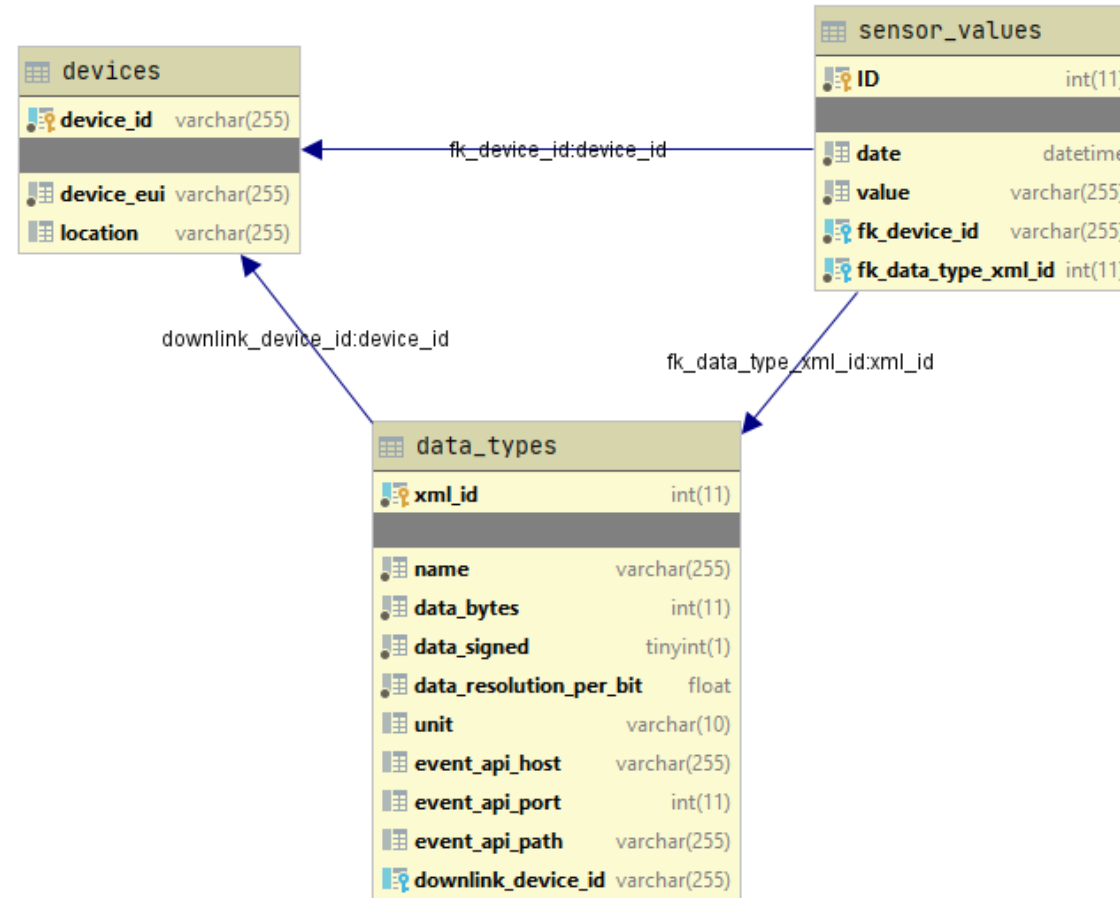 devices
device_id varchar(255)
device_eui varchar(255)
location varchar(255)
fk_device_id:device_id
sensor_values
ID int(11)
date datetime
value varchar(255)
fk_device_id varchar(255)
fk_data_type_xml_id int(11)
downlink_device_id:device_id
fk_data_type_xml_id:xml_id
data_types
xml_id int(11)
name varchar(255)
data_bytes int(11)
data_signed tinyint(1)
data_resolution_per_bit float
unit varchar(10)
event_api_host varchar(255)
event_api_port int(11)
event_api_path varchar(255)
downlink_device_id varchar(255)